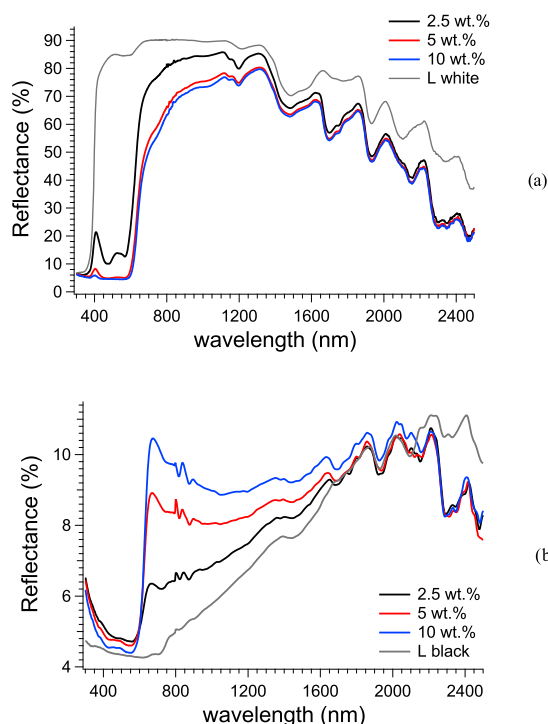 2.5 wt.%
5 wt.%
10 wt.%
L white
90
80
70
60
50
40
30
20
10
0
Reflectance (%)
400 800 1200 1600 2000 2400
wavelength (nm)
(a)
10
8
6
4
Reflectance (%)
2.5 wt.%
5 wt.%
10 wt.%
L black
400 800 1200 1600 2000 2400
wavelength (nm)
(b